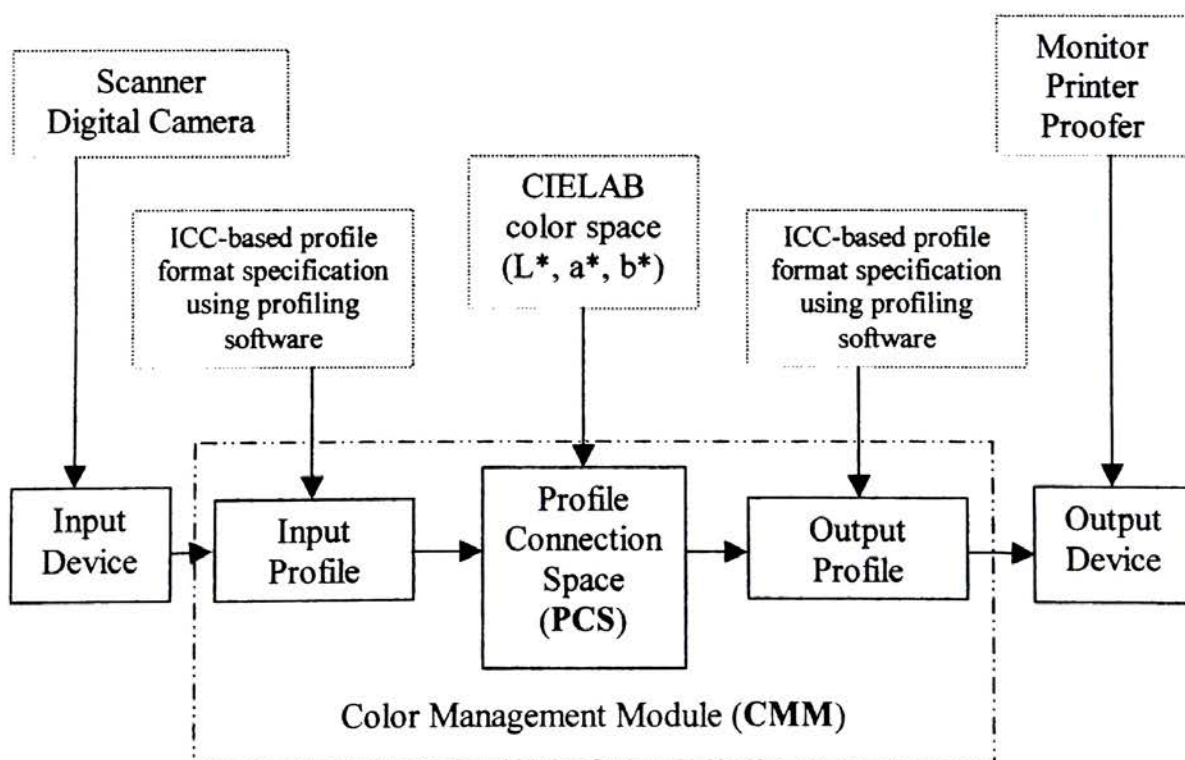 Scanner
Digital Camera
Monitor
Printer
Proofer
ICC-based profile
format specification
using profiling
software
CIELAB
color space
(L*, a*, b*)
ICC-based profile
format specification
using profiling
software
Input
Device
Input
Profile
Profile
Connection
Space
(PCS)
Output
Profile
Output
Device
Color Management Module (CMM)